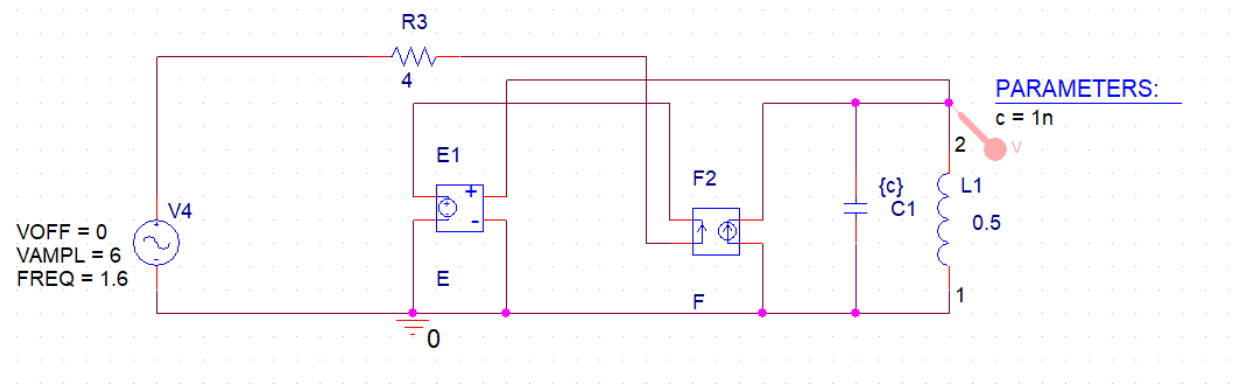 R3
4
PARAMETERS:
c = 1n
E1
2
V
F2
{c}
L1
C1
0.5
V4
VOFF = 0
VAMPL = 6
FREQ = 1.6
+
-
E
F
1
0